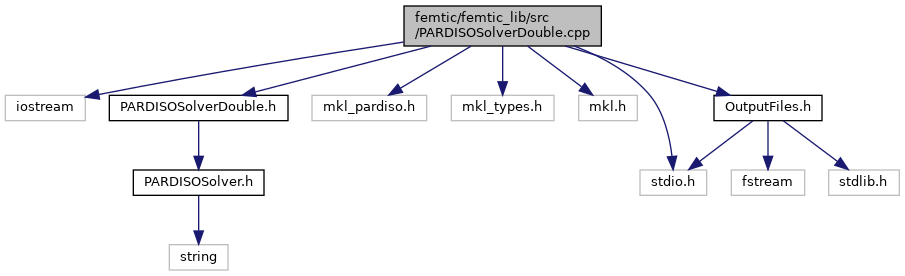 femtic/femtic_lib/src
/PARDISOSolverDouble.cpp
iostream
PARDISOSolverDouble.h
mkl_pardiso.h
mkl_types.h
mkl.h
OutputFiles.h
PARDISOSolver.h
stdio.h
fstream
stdlib.h
string